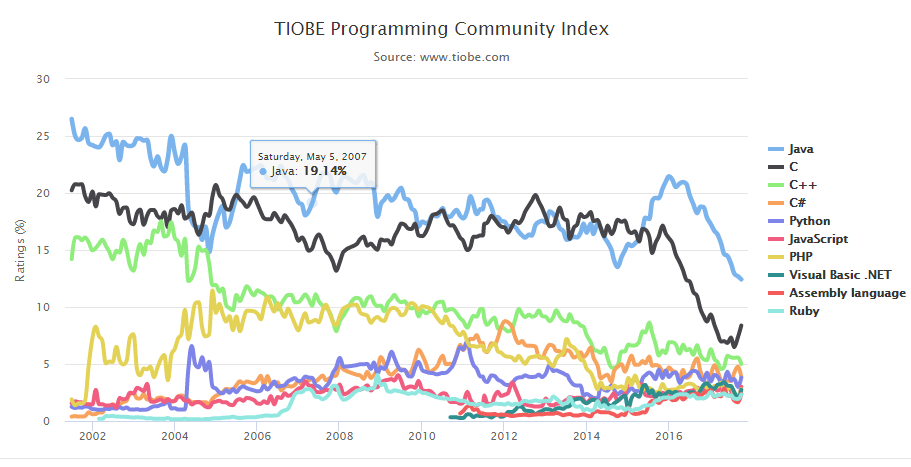 TIOBE Programming Community Index
Source: www.tiobe.com
Ratings (%)
30
25
20
15
10
5
0
Saturday, May 5, 2007
Java: 19.14%
2002 2004 2006 2008 2010 2012 2014 2016
Java
C
C++
C#
Python
JavaScript
PHP
Visual Basic .NET
Assembly language
Ruby